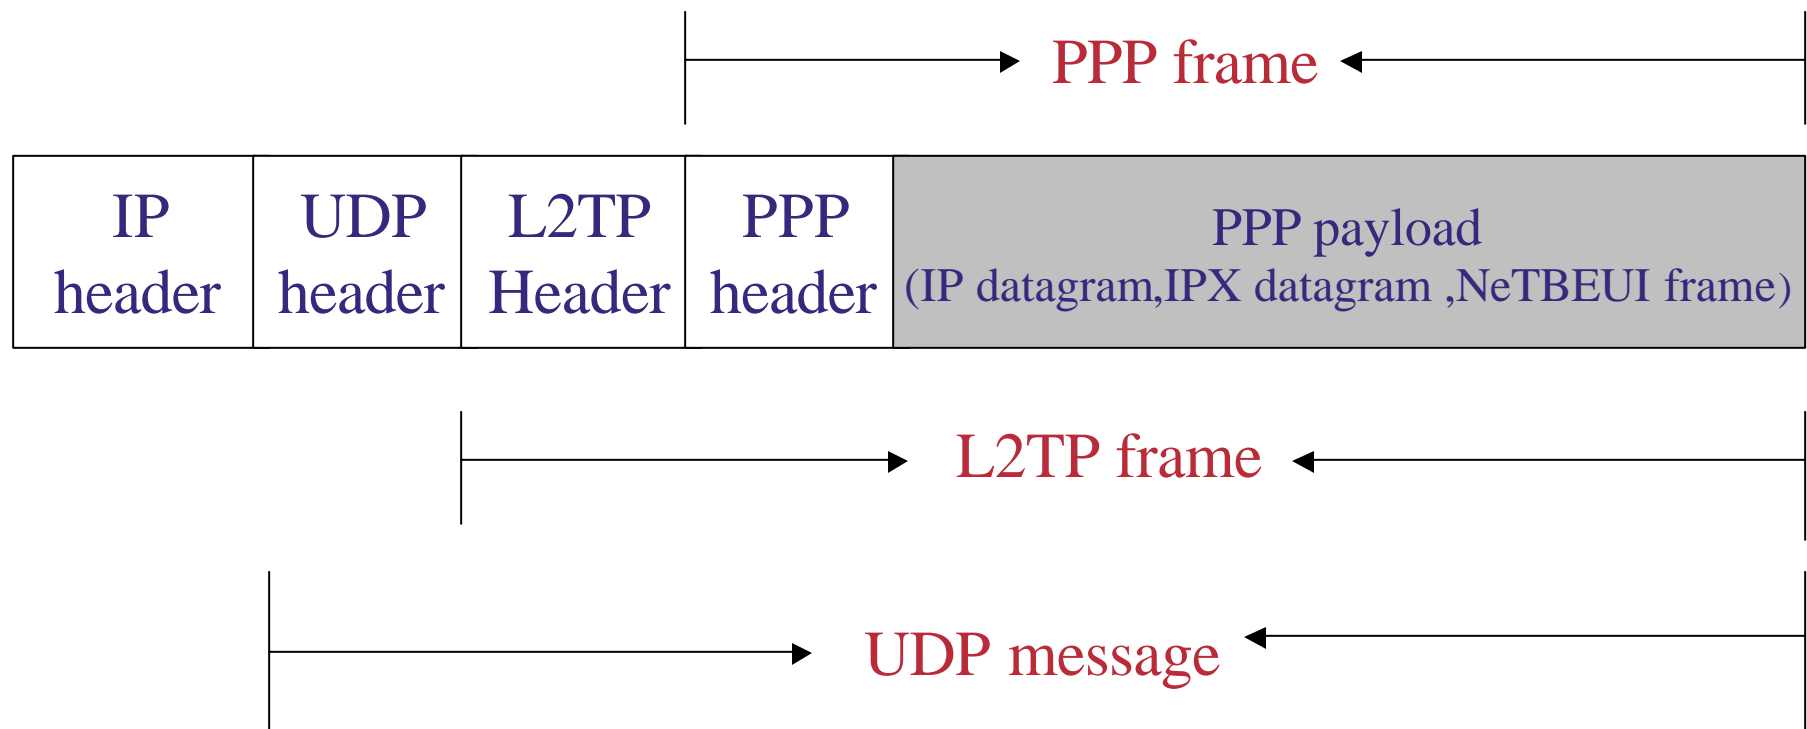 PPP frame
IP
header
UDP
header
L2TP
Header
PPP
header
PPP payload
(IP datagram,IPX datagram ,NeTBEUI frame)
L2TP frame
UDP message